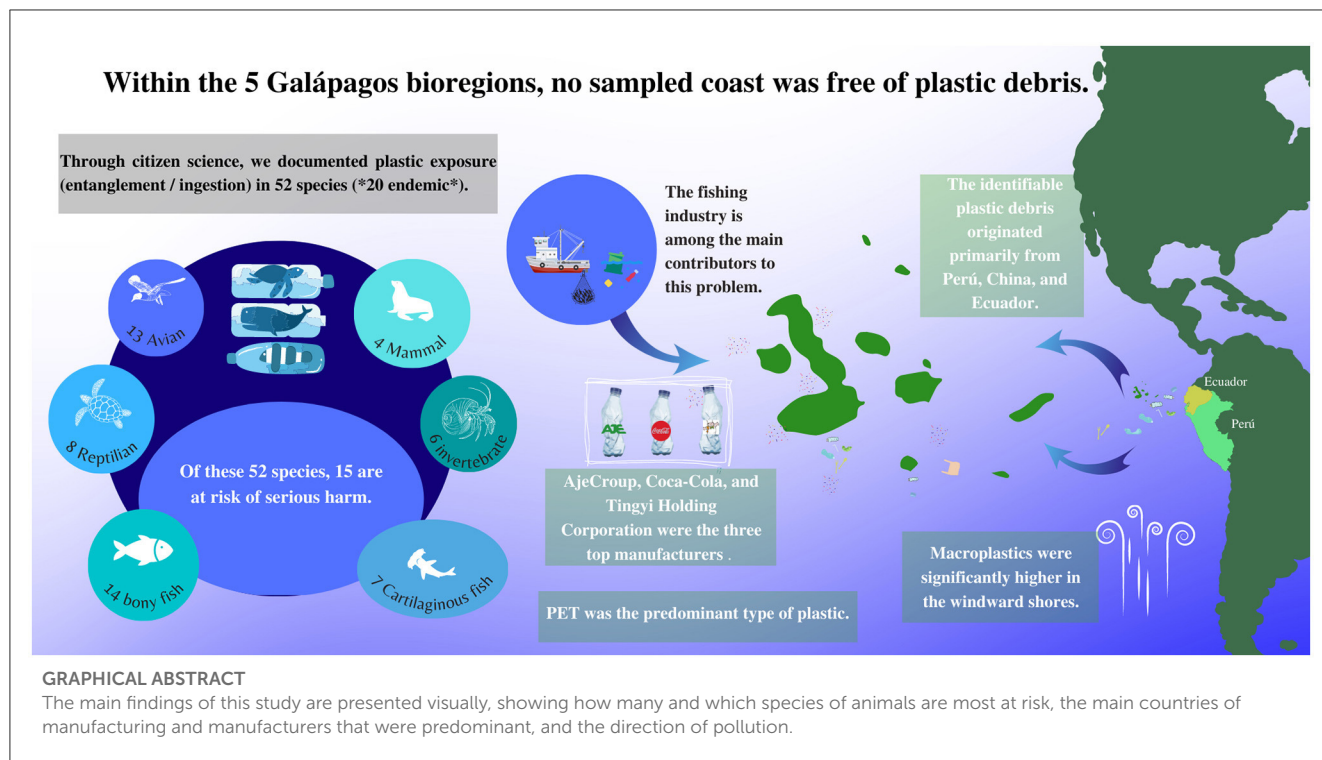 Within the 5 Galápagos bioregions, no sampled coast was free of plastic debris.
Through citizen science, we documented plastic exposure
(entanglement / ingestion) in 52 species (*20 endemic*).
13 Avian
4 Mammal
8 Reptilian
6 invertebrate
Of these 52 species, 15 are
at risk of serious harm.
14 bony fish
7 Cartilaginous fish
The fishing
industry is
among the main
contributors to
this problem.
AJE
Coca-Cola
AjeCroup, Coca-Cola, and
Tingyi Holding
Corporation were the three
top manufacturers .
PET was the predominant type of plastic.
The identifiable
plastic debris
originated
primarily from
Perú, China, and
Ecuador.
Ecuador
Perú
Macroplastics were
significantly higher in
the windward shores.
GRAPHICAL ABSTRACT
The main findings of this study are presented visually, showing how many and which species of animals are most at risk, the main countries of
manufacturing and manufacturers that were predominant, and the direction of pollution.